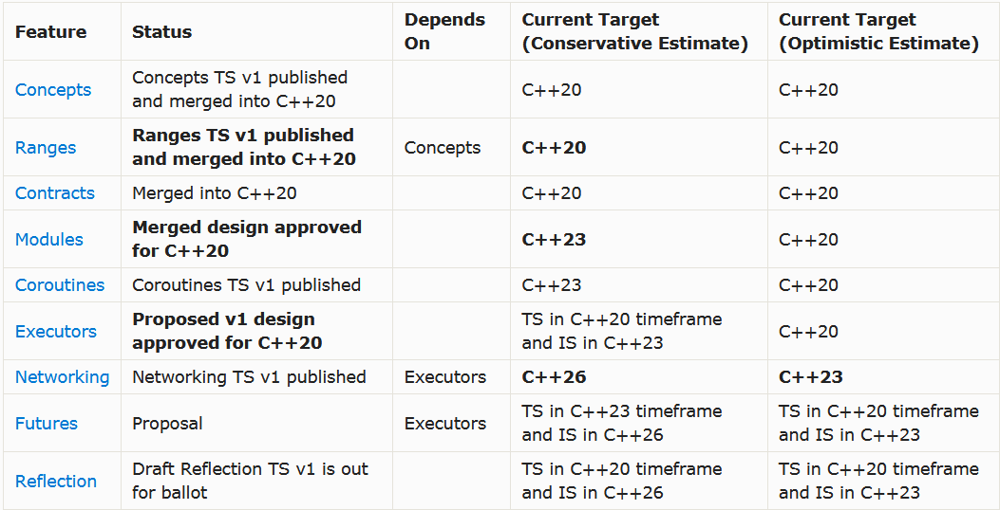 Feature Status Depends On Current Target (Conservative Estimate) Current Target (Optimistic Estimate)
Concepts Concepts TS v1 published and merged into C++20 C++20 C++20
Ranges Ranges TS v1 published and merged into C++20 Concepts C++20 C++20
Contracts Merged into C++20 C++20 C++20
Modules Merged design approved for C++20 C++23 C++20
Coroutines Coroutines TS v1 published C++23 C++20
Executors Proposed v1 design approved for C++20 TS in C++20 timeframe and IS in C++23 C++20
Networking Networking TS v1 published Executors C++26 C++23
Futures Proposal Executors TS in C++23 timeframe and IS in C++26 TS in C++20 timeframe and IS in C++23
Reflection Draft Reflection TS v1 is out for ballot TS in C++20 timeframe and IS in C++26 TS in C++20 timeframe and IS in C++23